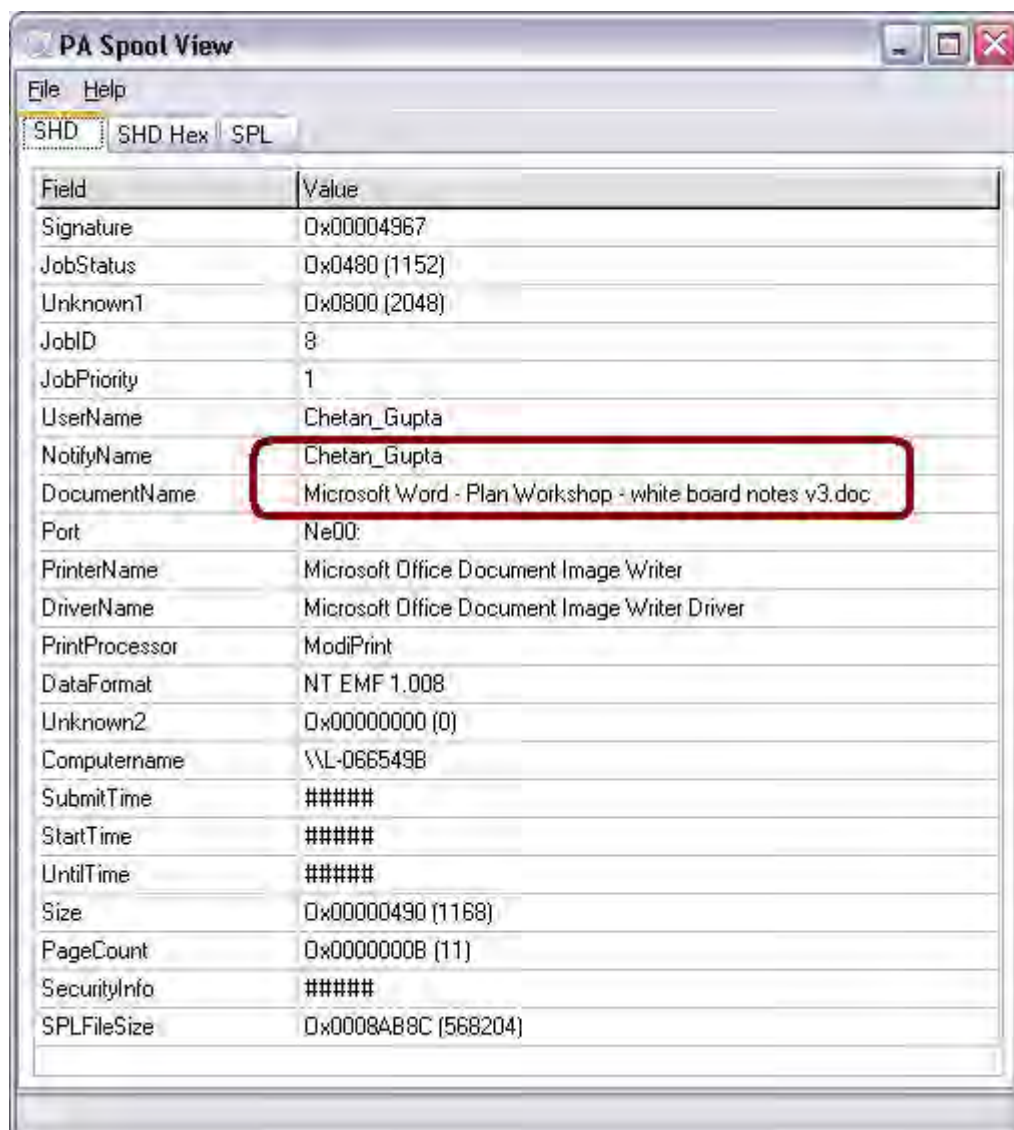 PA Spool View
File Help
SHD SHD Hex SPL
Field Value
Signature 0x00004967
JobStatus 0x0480 (1152)
Unknown1 0x0800 (2048)
JobID 8
JobPriority 1
UserName Chetan_Gupta
NotifyName Chetan_Gupta
DocumentName Microsoft Word - Plan Workshop - white board notes v3.doc
Port Ne00:
PrinterName Microsoft Office Document Image Writer
DriverName Microsoft Office Document Image Writer Driver
PrintProcessor ModiPrint
DataFormat NT EMF 1.008
Unknown2 0x00000000 (0)
Computername \\L-066549B
SubmitTime #####
StartTime #####
UntilTime #####
Size 0x00000490 (1168)
PageCount 0x0000000B (11)
SecurityInfo #####
SPLFileSize 0x0008AB8C (568204)